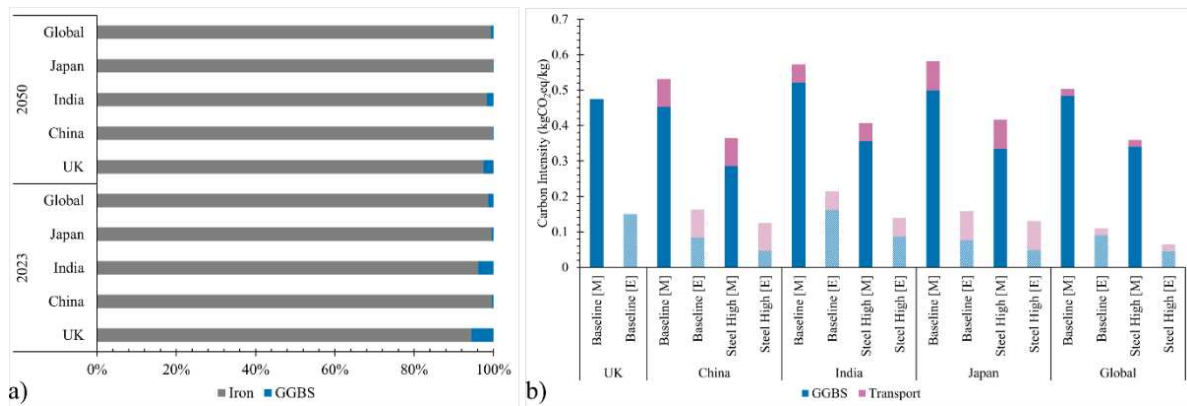 2050
Global
Japan
India
China
UK
2023
Global
Japan
India
China
UK
0% 20% 40% 60% 80% 100%
Iron GGBS
a)
Carbon Intensity (kgCO₂eq/kg)
0.7
0.6
0.5
0.4
0.3
0.2
0.1
0
Baseline [M]
Baseline [E]
Baseline [M]
Baseline [E]
Steel High [M]
Steel High [E]
Baseline [M]
Baseline [E]
Steel High [M]
Steel High [E]
Baseline [M]
Baseline [E]
Steel High [M]
Steel High [E]
Baseline [M]
Baseline [E]
Steel High [M]
Steel High [E]
UK China India Japan Global
GGBS Transport
b)